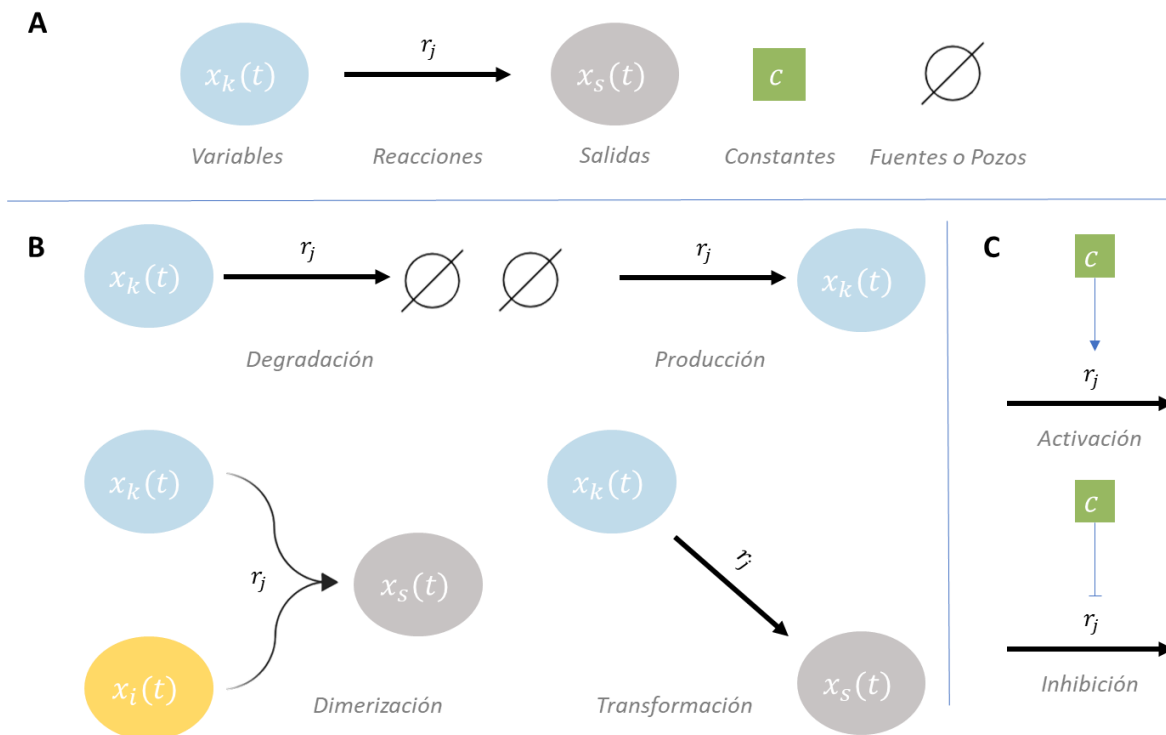 A
x_k(t)
r_j
x_s(t)
c
Variables
Reacciones
Salidas
Constantes
Fuentes o Pozos
B
x_k(t)
r_j
r_j
x_k(t)
Degradación
Producción
x_k(t)
r_j
x_i(t)
x_s(t)
Dimerización
x_k(t)
r_j
x_s(t)
Transformación
C
c
r_j
Activación
c
r_j
Inhibición